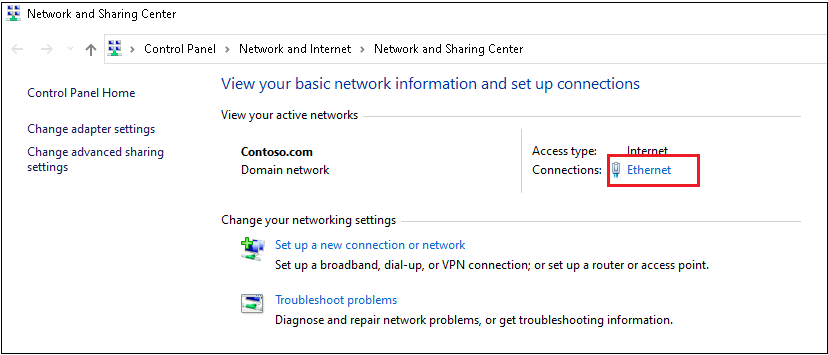 Network and Sharing Center
Control Panel > Network and Internet > Network and Sharing Center
Control Panel Home
Change adapter settings
Change advanced sharing
settings
View your basic network information and set up connections
View your active networks
Contoso.com
Domain network
Access type: Internet
Connections: Ethernet
Change your networking settings
Set up a new connection or network
Set up a broadband, dial-up, or VPN connection; or set up a router or access point.
Troubleshoot problems
Diagnose and repair network problems, or get troubleshooting information.